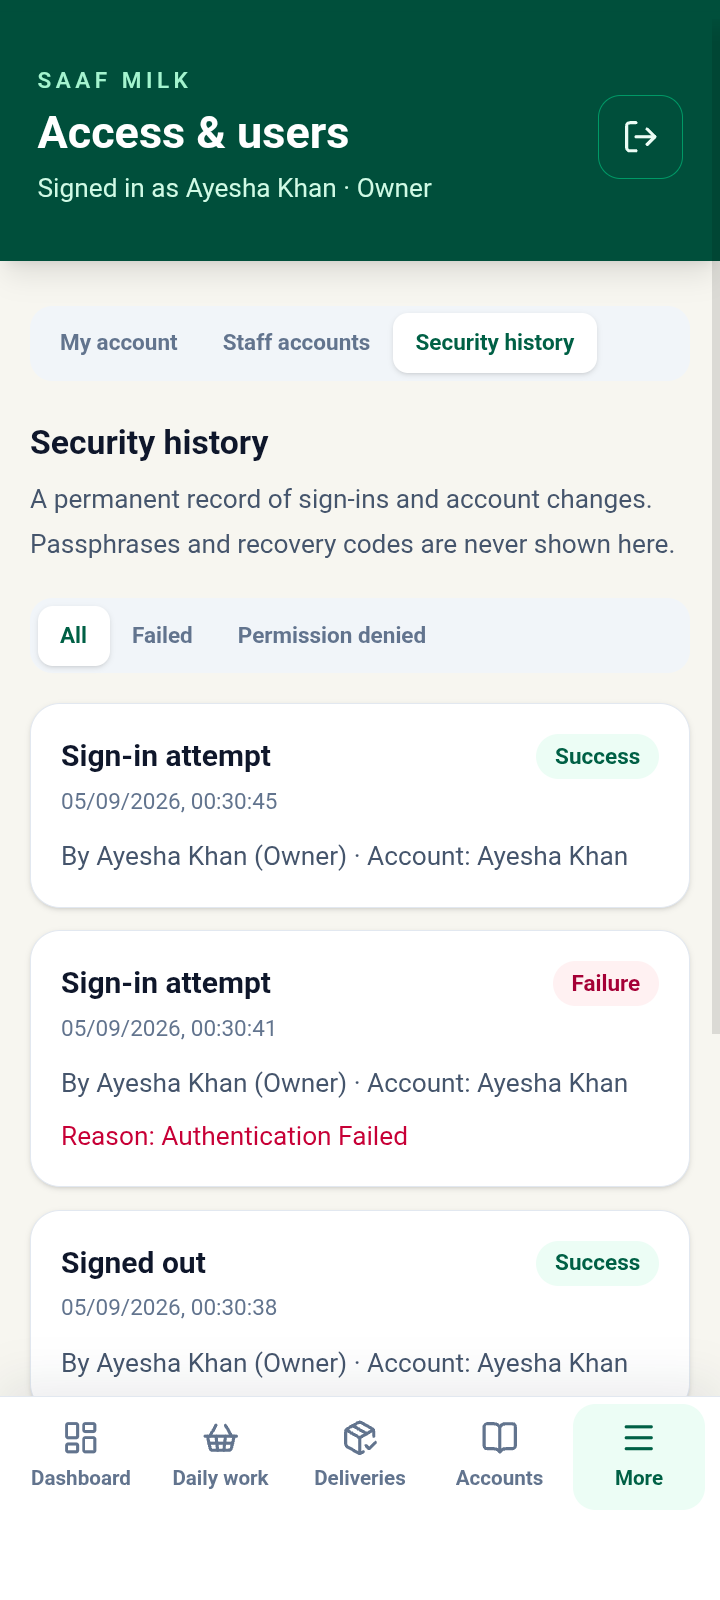 SAAF MILK
Access & users
Signed in as Ayesha Khan · Owner
My account
Staff accounts
Security history
Security history
A permanent record of sign-ins and account changes.
Passphrases and recovery codes are never shown here.
All
Failed
Permission denied
Sign-in attempt
Success
05/09/2026, 00:30:45
By Ayesha Khan (Owner) · Account: Ayesha Khan
Sign-in attempt
Failure
05/09/2026, 00:30:41
By Ayesha Khan (Owner) · Account: Ayesha Khan
Reason: Authentication Failed
Signed out
Success
05/09/2026, 00:30:38
By Ayesha Khan (Owner) · Account: Ayesha Khan
Dashboard
Daily work
Deliveries
Accounts
More